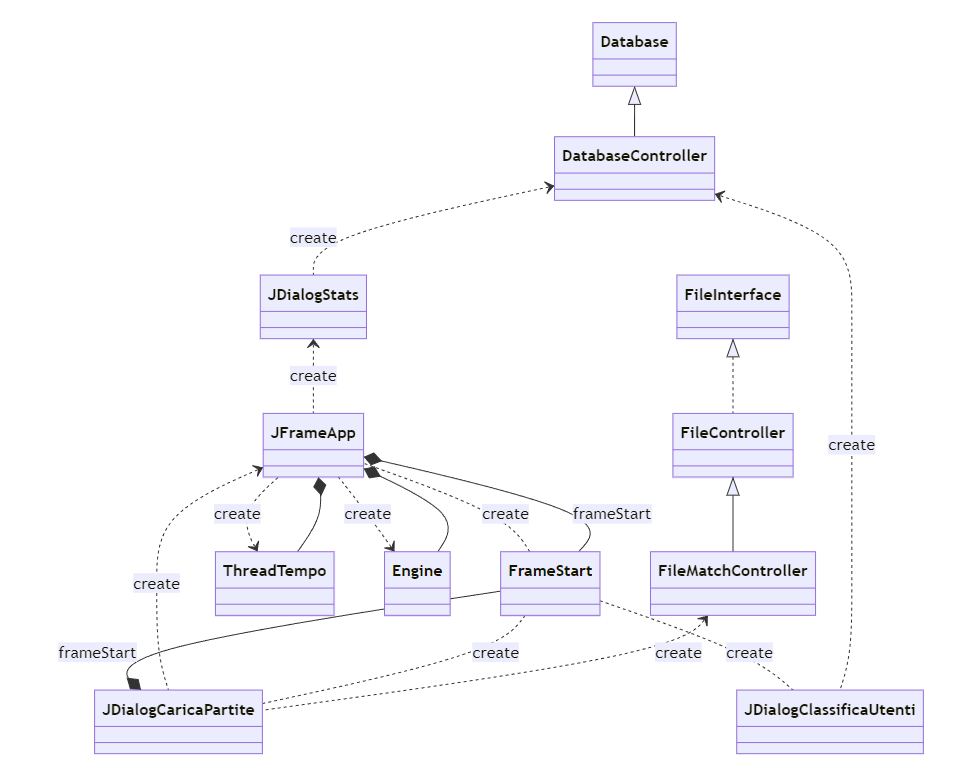 Database
DatabaseController
create
JDialogStats
FileInterface
create
JFrameApp
FileController
create
create
create
create
frameStart
ThreadTempo
Engine
FrameStart
FileMatchController
create
frameStart
create
create
create
JDialogCaricaPartite
JDialogClassificaUtenti